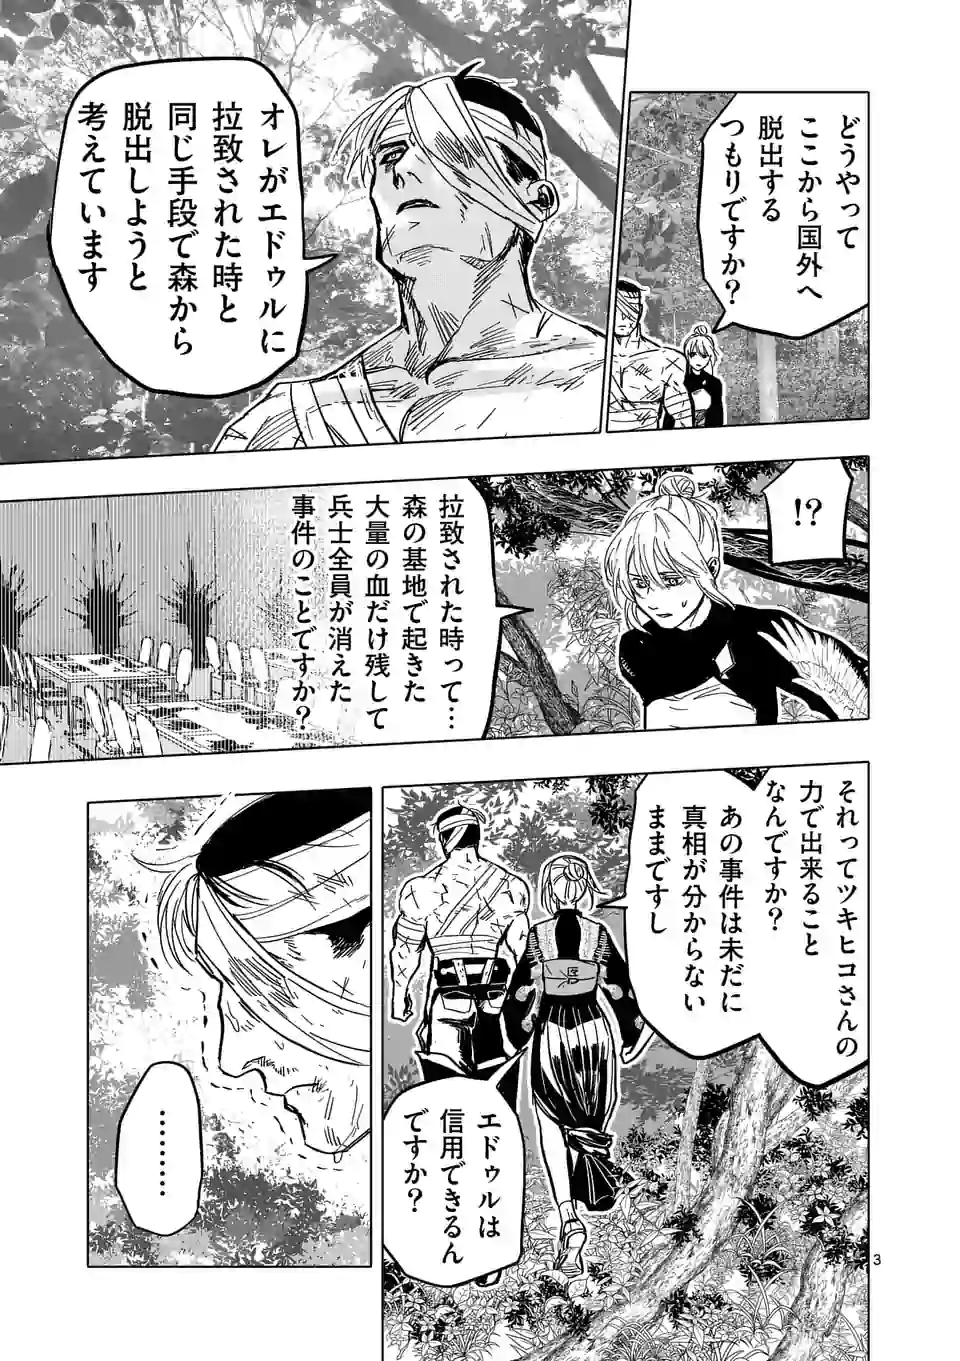 どうやって
ここから国外へ
脱出する
つもりですか？
オレがエドゥルに
拉致された時と
同じ手段で森から
脱出しようと
考えています
!?
拉致された時って…
森の基地で起きた
大量の血だけ残して
兵士全員が消えた
事件のことですか？
それってツキヒコさんの
力で出来ること
なんですか？
あの事件は未だに
真相が分からない
ままですし
エドゥルは
信用できるん
ですか？
………
3